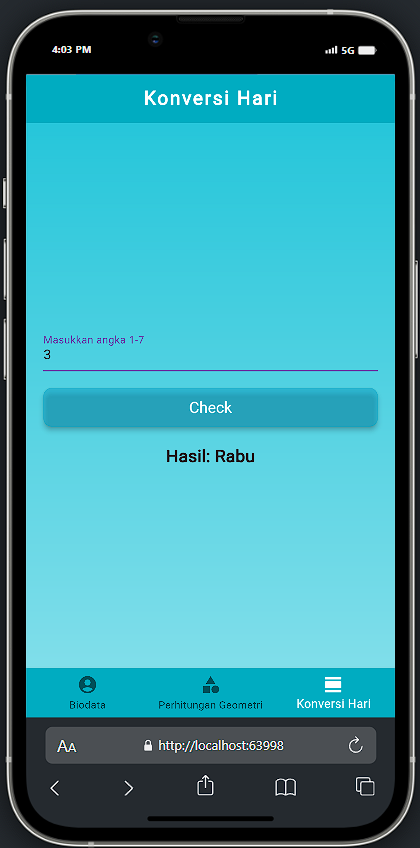 4:03 PM
5G
Konversi Hari
Masukkan angka 1-7
3
Check
Hasil: Rabu
Biodata
Perhitungan Geometri
Konversi Hari
AA
http://localhost:63998